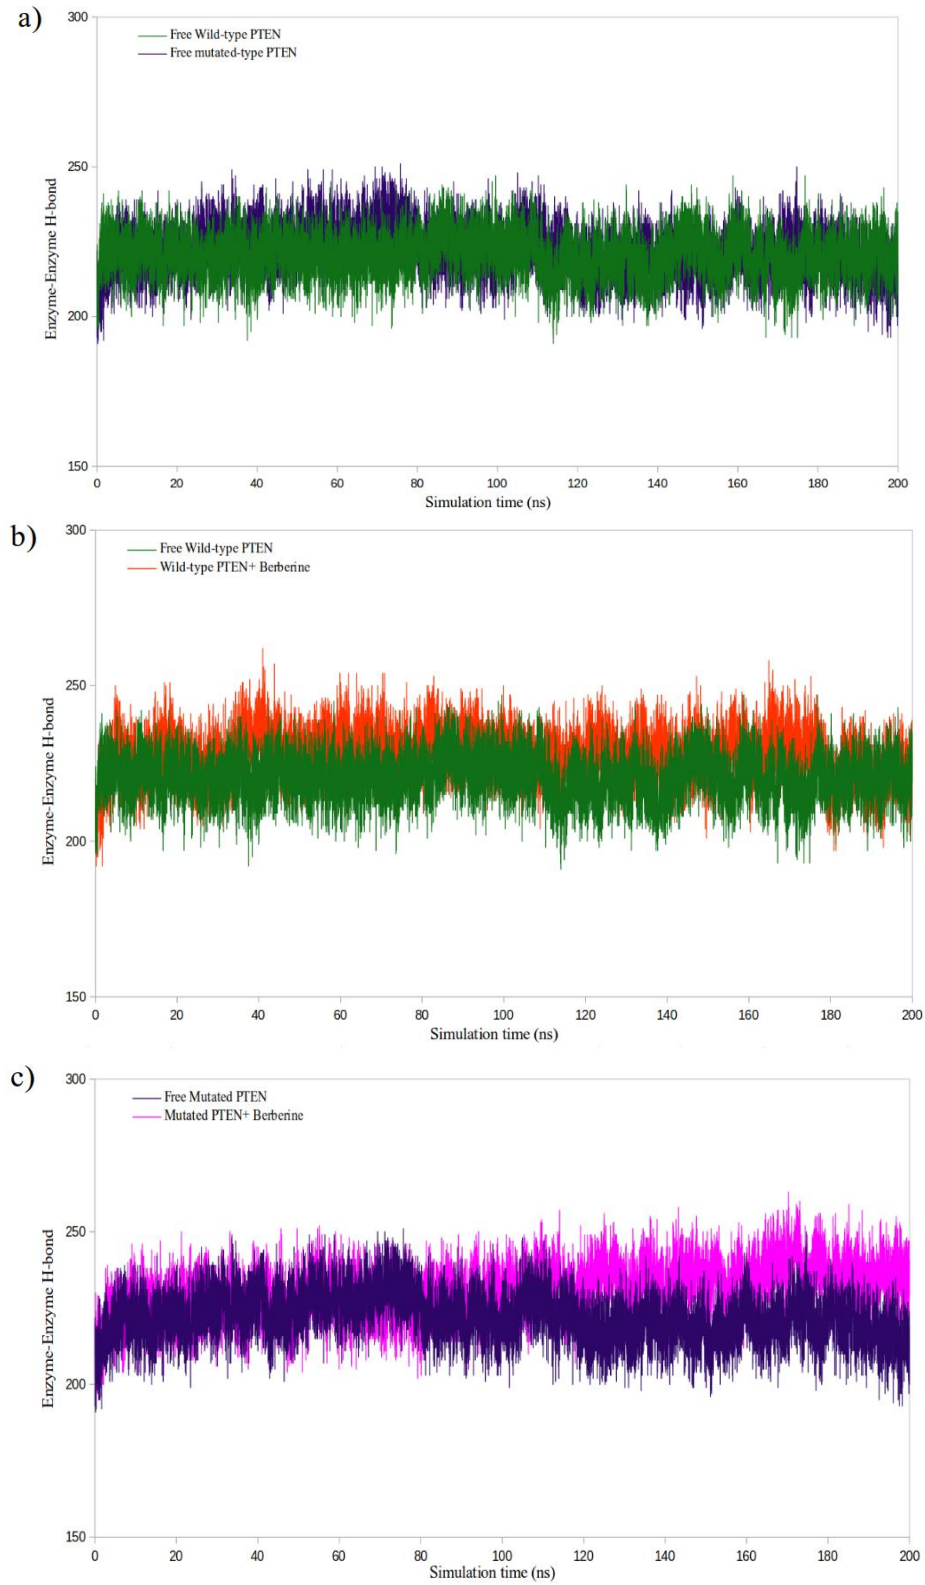 a)
300
Free Wild-type PTEN
Free mutated-type PTEN
250
Enzyme-Enzyme H-bond
200
150
0 20 40 60 80 100 120 140 160 180 200
Simulation time (ns)
b)
300
Free Wild-type PTEN
Wild-type PTEN+ Berberine
250
Enzyme-Enzyme H-bond
200
150
0 20 40 60 80 100 120 140 160 180 200
Simulation time (ns)
c)
300
Free Mutated PTEN
Mutated PTEN+ Berberine
250
Enzyme-Enzyme H-bond
200
150
0 20 40 60 80 100 120 140 160 180 200
Simulation time (ns)